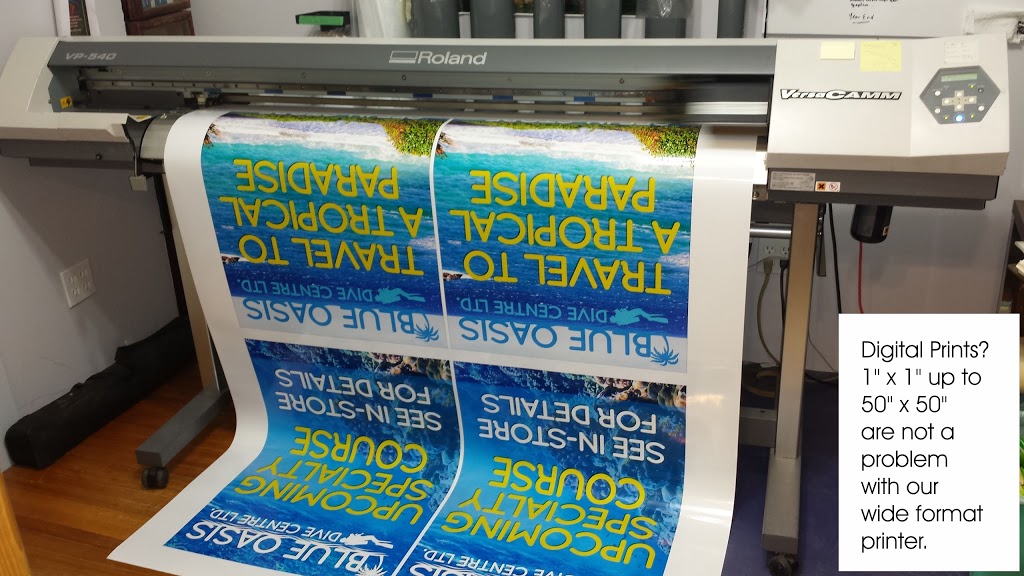 Year End
VP-540
Roland
VersaCAMM
TRAVEL TO
A TROPICAL
PARADISE
BLUE OASIS
DIVE CENTRE LTD.
TRAVEL TO
A TROPICAL
PARADISE
BLUE OASIS
DIVE CENTRE LTD.
BLUE OASIS
DIVE CENTRE LTD.
UPCOMING
SPECIALTY
COURSE
SEE IN-STORE
FOR DETAILS
DIVE CENTRE LTD.
UPCOMING
SPECIALTY
COURSE
SEE IN-STORE
FOR DETAILS
Digital Prints?
1" x 1" up to
50" x 50"
are not a
problem
with our
wide format
printer.